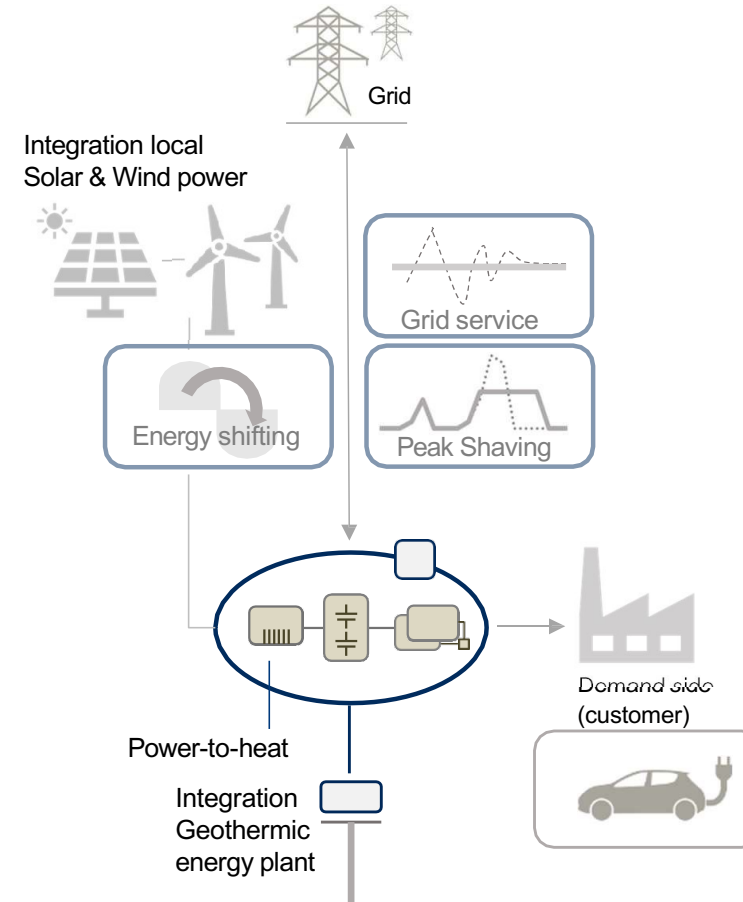 Grid
Integration local
Solar & Wind power
Grid service
Energy shifting
Peak Shaving
Demand side
(customer)
Power-to-heat
Integration
Geothermic
energy plant